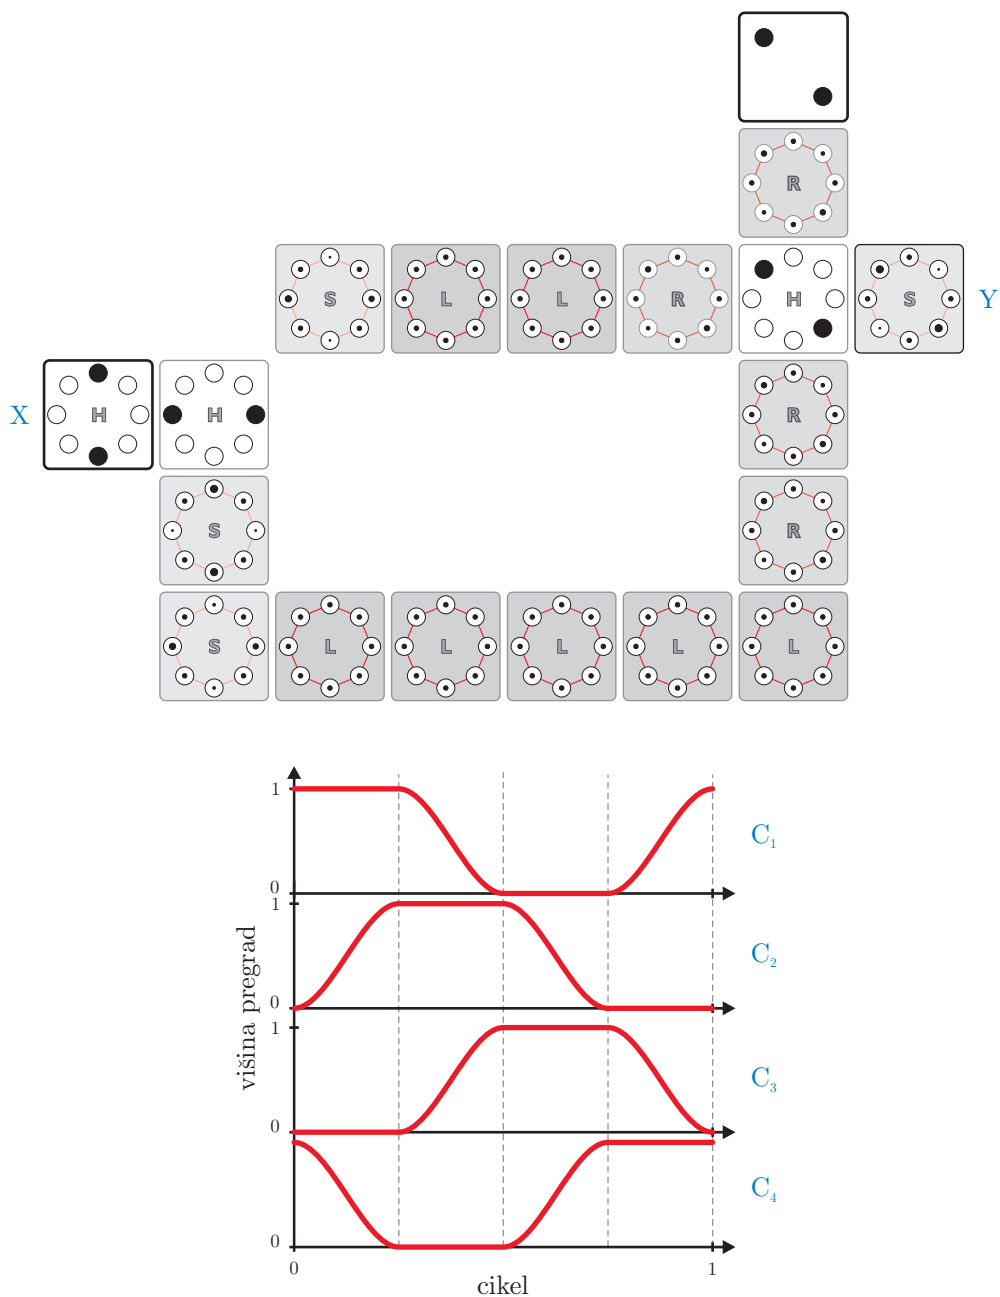 R
S L L R H S Y
X H H R
S R
S L L L L L
1
0
C₁
1
0
C₂
1
0
C₃
0
C₄
višina pregrad
0 1
cikel